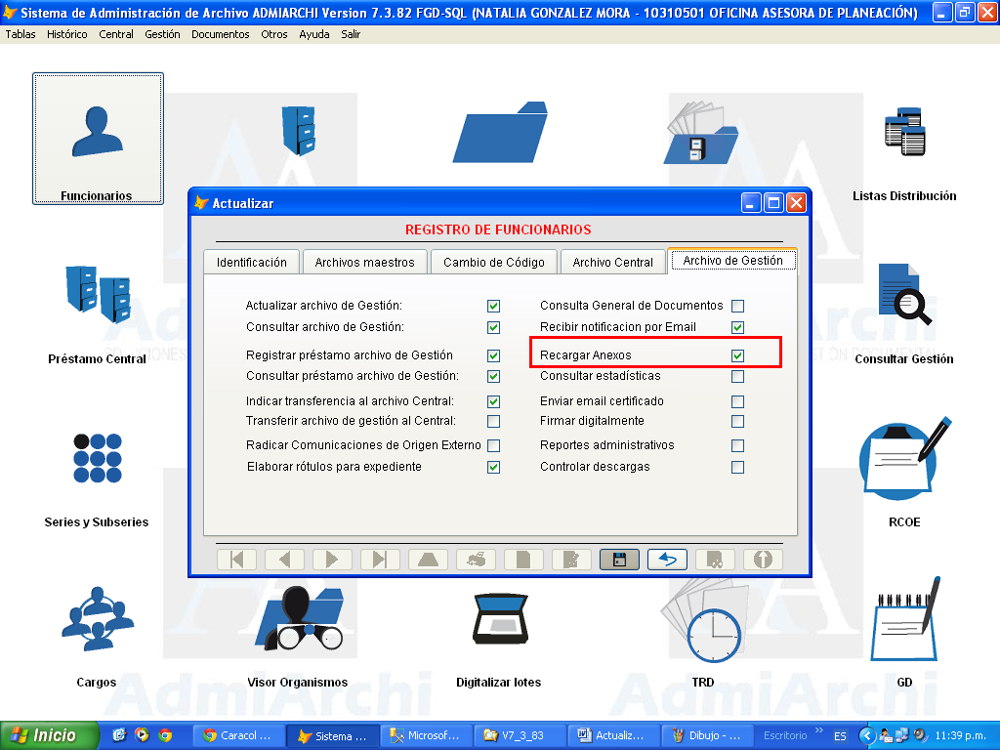 Sistema de Administración de Archivo ADMIARCHI Version 7.3.82 FGD-SQL (NATALIA GONZALEZ MORA - 10310501 OFICINA ASESORA DE PLANEACIÓN)
Tablas Histórico Central Gestión Documentos Otros Ayuda Salir
Funcionarios
Listas Distribución
Actualizar
REGISTRO DE FUNCIONARIOS
Identificación Archivos maestros Cambio de Código Archivo Central Archivo de Gestión
Actualizar archivo de Gestión: Consulta General de Documentos
Consultar archivo de Gestión: Recibir notificacion por Email
Registrar préstamo archivo de Gestión Recargar Anexos
Consultar préstamo archivo de Gestión: Consultar estadísticas
Indicar transferencia al archivo Central: Enviar email certificado
Transferir archivo de gestión al Central: Firmar digitalmente
Radicar Comunicaciones de Origen Externo Reportes administrativos
Elaborar rótulos para expediente Controlar descargas
Préstamo Central
Consultar Gestión
Series y Subseries
RCOE
Cargos
Visor Organismos
Digitalizar lotes
TRD
GD
AdmiArchi AdmiArchi
Inicio Caracol ... Sistema ... Microsof... V7_3_83 Actualiz... Dibujo - ... Escritorio » ES 11:39 p.m.